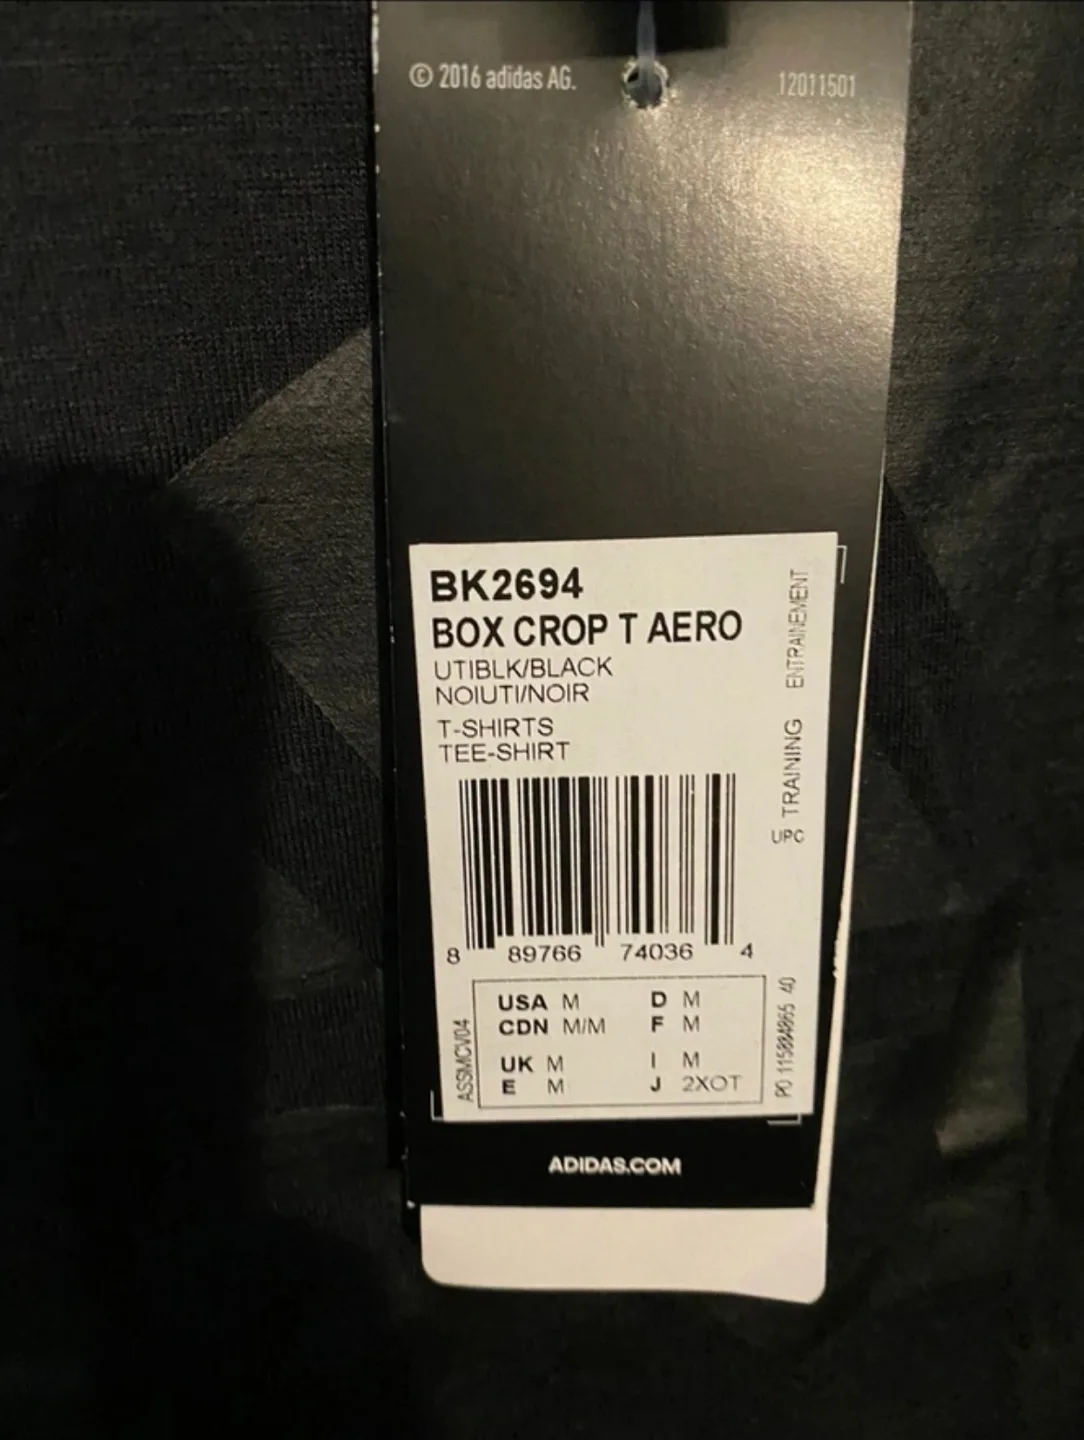 © 2016 adidas AG.
12011501
BK2694
BOX CROP T AERO
UTIBLK/BLACK
NOIUTI/NOIR
T-SHIRTS
TEE-SHIRT
TRAINING ENTRAINEMENT
UPC
8 89766 74036 4
ASSMCV04
USA M D M
CDN M/M F M
UK M I M
E M J 2XOT
ADIDAS.COM